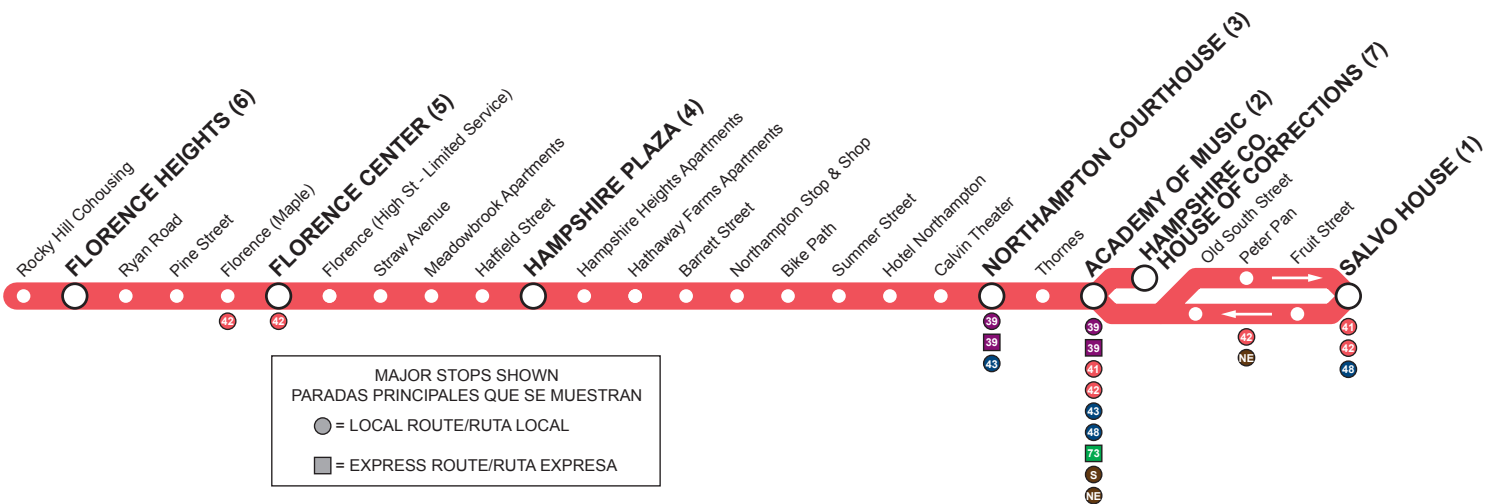 Rocky Hill Cohousing
FLORENCE HEIGHTS (6)
Ryan Road
Pine Street
Florence (Maple)
FLORENCE CENTER (5)
Florence (High St - Limited Service)
Straw Avenue
Meadowbrook Apartments
Hatfield Street
HAMPSHIRE PLAZA (4)
Hampshire Heights Apartments
Hathaway Farms Apartments
Barrett Street
Northampton Stop & Shop
Bike Path
Summer Street
Hotel Northampton
Calvin Theater
NORTHAMPTON COURTHOUSE (3)
Thornes
ACADEMY OF MUSIC (2)
HAMPSHIRE CO.
HOUSE OF CORRECTIONS (7)
Old South Street
Peter Pan
Fruit Street
SALVO HOUSE (1)
42
42
39
39
43
39
39
41
42
43
48
73
S
NE
42
NE
41
42
48
MAJOR STOPS SHOWN
PARADAS PRINCIPALES QUE SE MUESTRAN
= LOCAL ROUTE/RUTA LOCAL
= EXPRESS ROUTE/RUTA EXPRESA